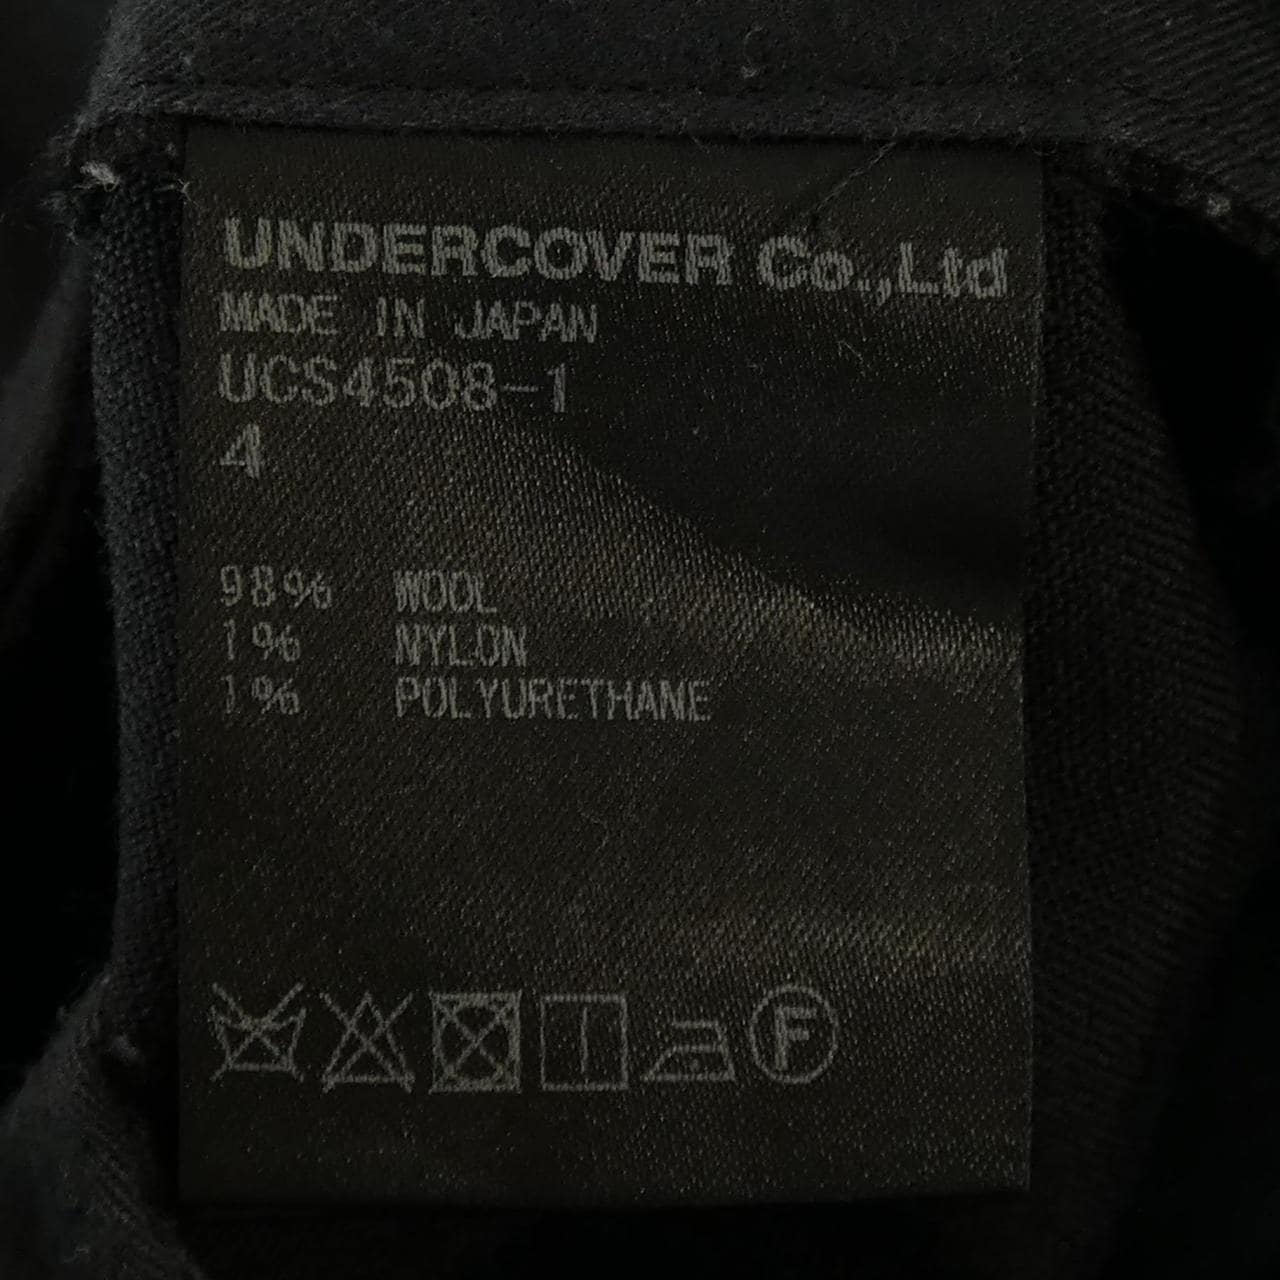 UNDERCOVER Co.,Ltd
MADE IN JAPAN
UCS4508-1
4
98% WOOL
1% NYLON
1% POLYURETHANE
F